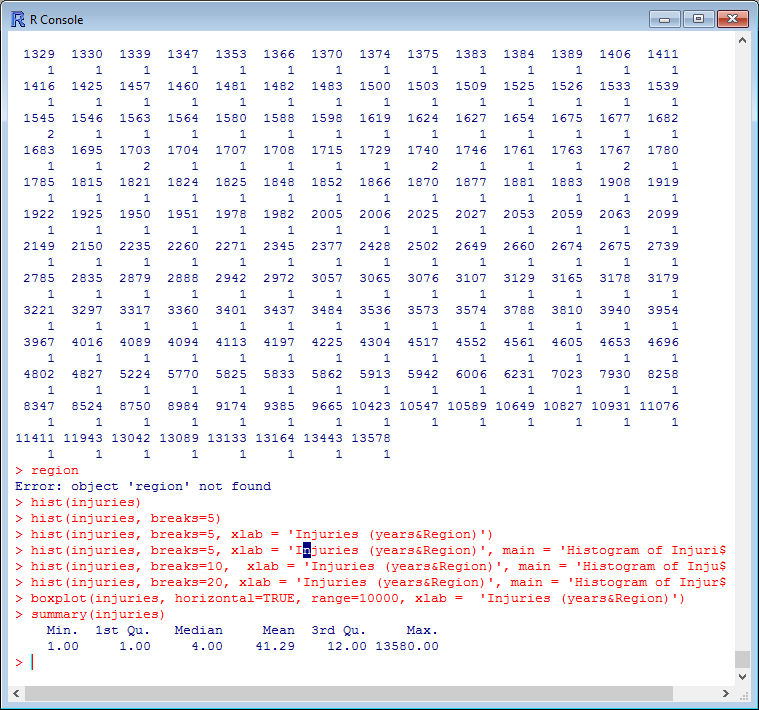 R Console
1329 1330 1339 1347 1353 1366 1370 1374 1375 1383 1384 1389 1406 1411
1 1 1 1 1 1 1 1 1 1 1 1 1 1
1416 1425 1457 1460 1481 1482 1483 1500 1503 1509 1525 1526 1533 1539
1 1 1 1 1 1 1 1 1 1 1 1 1 1
1545 1546 1563 1564 1580 1588 1598 1619 1624 1627 1654 1675 1677 1682
2 1 1 1 1 1 1 1 1 1 1 1 1 1
1683 1695 1703 1704 1707 1708 1715 1729 1740 1746 1761 1763 1767 1780
1 1 2 1 1 1 1 1 2 1 1 1 2 1
1785 1815 1821 1824 1825 1848 1852 1866 1870 1877 1881 1883 1908 1919
1 1 1 1 1 1 1 1 1 1 1 1 1 1
1922 1925 1950 1951 1978 1982 2005 2006 2025 2027 2053 2059 2063 2099
1 1 1 1 1 1 1 1 1 1 1 1 1 1
2149 2150 2235 2260 2271 2345 2377 2428 2502 2649 2660 2674 2675 2739
1 1 1 1 1 1 1 1 1 1 1 1 1 1
2785 2835 2879 2888 2942 2972 3057 3065 3076 3107 3129 3165 3178 3179
1 1 1 1 1 1 1 1 1 1 1 1 1 1
3221 3297 3317 3360 3401 3437 3484 3536 3573 3574 3788 3810 3940 3954
1 1 1 1 1 1 1 1 1 1 1 1 1 1
3967 4016 4089 4094 4113 4197 4225 4304 4517 4552 4561 4605 4653 4696
1 1 1 1 1 1 1 1 1 1 1 1 1 1
4802 4827 5224 5770 5825 5833 5862 5913 5942 6006 6231 7023 7930 8258
1 1 1 1 1 1 1 1 1 1 1 1 1 1
8347 8524 8750 8984 9174 9385 9665 10423 10547 10589 10649 10827 10931 11076
1 1 1 1 1 1 1 1 1 1 1 1 1 1
11411 11943 13042 13089 13133 13164 13443 13578
1 1 1 1 1 1 1 1
> region
Error: object 'region' not found
> hist(injuries)
> hist(injuries, breaks=5)
> hist(injuries, breaks=5, xlab = 'Injuries (years&Region)')
> hist(injuries, breaks=5, xlab = 'Injuries (years&Region)', main = 'Histogram of Injuri$
> hist(injuries, breaks=10,  xlab = 'Injuries (years&Region)', main = 'Histogram of Inju$
> hist(injuries, breaks=20, xlab = 'Injuries (years&Region)', main = 'Histogram of Injur$
> boxplot(injuries, horizontal=TRUE, range=10000, xlab =  'Injuries (years&Region)')
> summary(injuries)
Min. 1st Qu. Median Mean 3rd Qu. Max.
1.00 1.00 4.00 41.29 12.00 13580.00
>